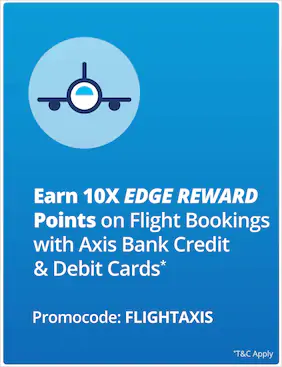 Earn 10X EDGE REWARD
Points on Flight Bookings
with Axis Bank Credit
& Debit Cards*
Promocode: FLIGHTAXIS
*T&C Apply